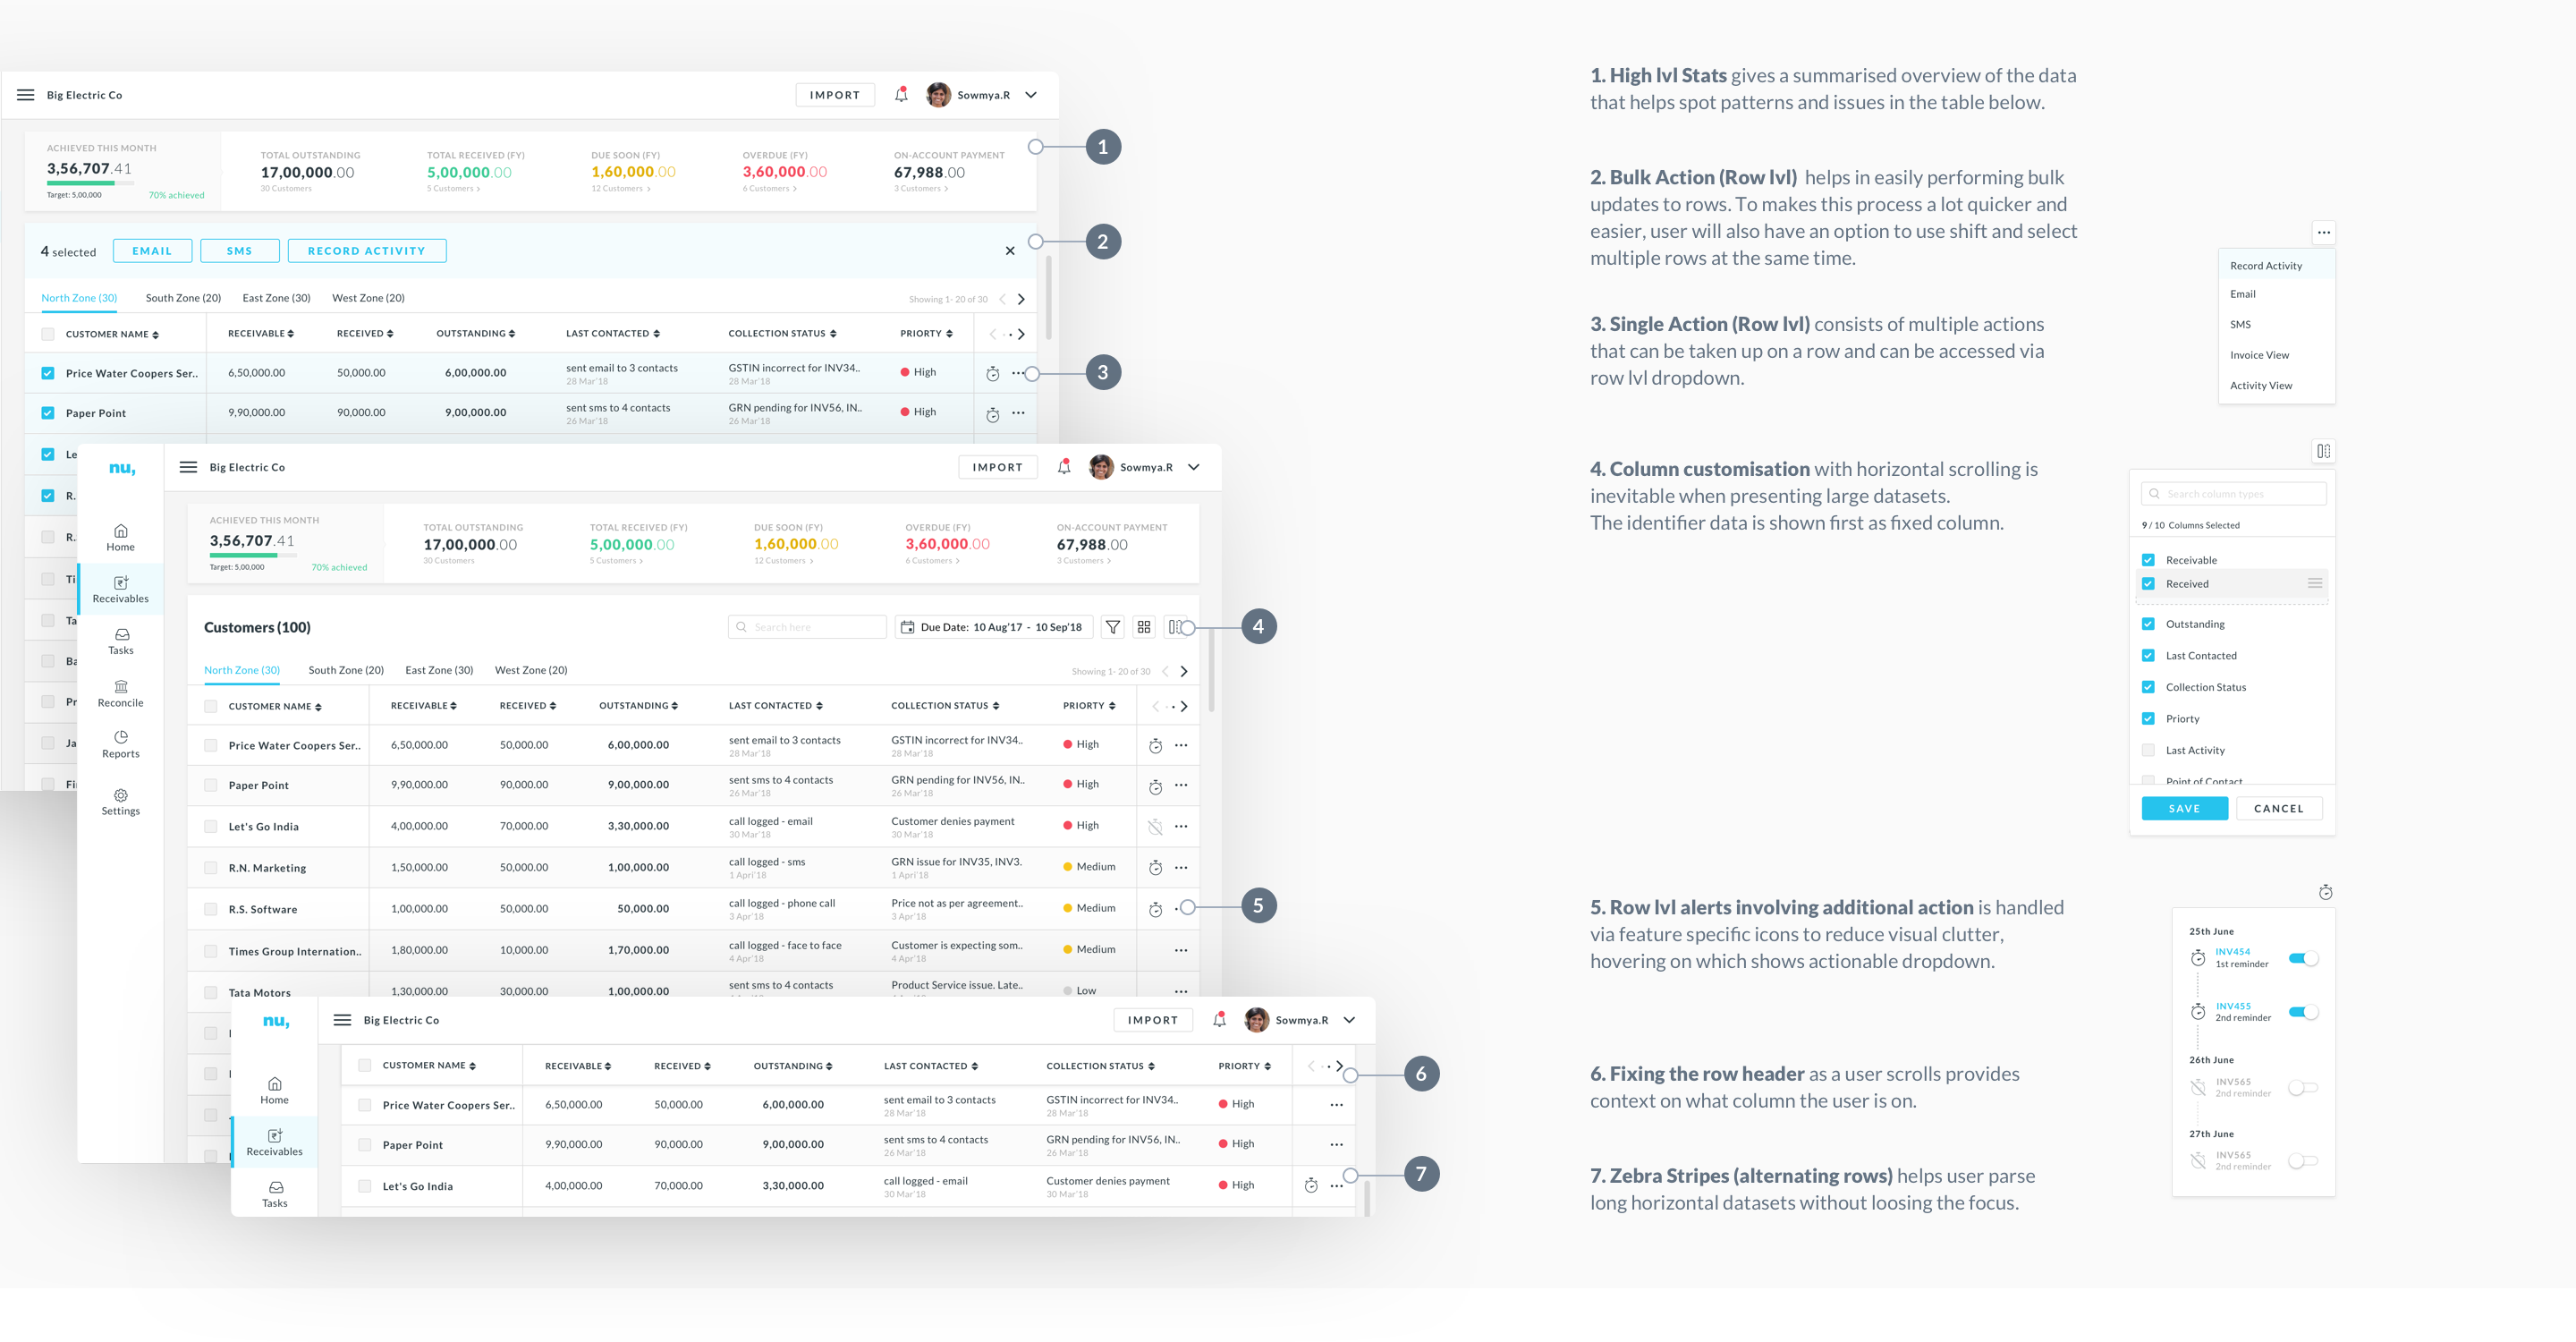 Big Electric Co
IMPORT
Sowmya.R
ACHIEVED THIS MONTH
3,56,707.41
Target: 5,00,000
70% achieved
TOTAL OUTSTANDING
17,00,000.00
30 Customers
TOTAL RECEIVED (FY)
5,00,000.00
5 Customers >
DUE SOON (FY)
1,60,000.00
12 Customers >
OVERDUE (FY)
3,60,000.00
6 Customers >
ON-ACCOUNT PAYMENT
67,988.00
3 Customers >
1
4 selected
EMAIL
SMS
RECORD ACTIVITY
2
North Zone (30)
South Zone (20)
East Zone (30)
West Zone (20)
Showing 1- 20 of 30
CUSTOMER NAME RECEIVABLE RECEIVED OUTSTANDING LAST CONTACTED COLLECTION STATUS PRIORTY
Price Water Coopers Ser.. 6,50,000.00 50,000.00 6,00,000.00 sent email to 3 contacts GSTIN incorrect for INV34.. High
28 Mar'18 28 Mar'18
3
Paper Point 9,90,000.00 90,000.00 9,00,000.00 sent sms to 4 contacts GRN pending for INV56, IN.. High
26 Mar'18 26 Mar'18
Le
R.
R.
Ti
Ta
Ba
Pr
Ja
Fi
nu,
Home
Receivables
Tasks
Reconcile
Reports
Settings
Big Electric Co
IMPORT
Sowmya.R
ACHIEVED THIS MONTH
3,56,707.41
Target: 5,00,000
70% achieved
TOTAL OUTSTANDING
17,00,000.00
30 Customers
TOTAL RECEIVED (FY)
5,00,000.00
5 Customers >
DUE SOON (FY)
1,60,000.00
12 Customers >
OVERDUE (FY)
3,60,000.00
6 Customers >
ON-ACCOUNT PAYMENT
67,988.00
3 Customers >
Customers (100)
Search here
Due Date: 10 Aug'17 - 10 Sep'18
4
North Zone (30)
South Zone (20)
East Zone (30)
West Zone (20)
Showing 1- 20 of 30
CUSTOMER NAME RECEIVABLE RECEIVED OUTSTANDING LAST CONTACTED COLLECTION STATUS PRIORTY
Price Water Coopers Ser.. 6,50,000.00 50,000.00 6,00,000.00 sent email to 3 contacts GSTIN incorrect for INV34.. High
28 Mar'18 28 Mar'18
Paper Point 9,90,000.00 90,000.00 9,00,000.00 sent sms to 4 contacts GRN pending for INV56, IN.. High
26 Mar'18 26 Mar'18
Let's Go India 4,00,000.00 70,000.00 3,30,000.00 call logged - email Customer denies payment High
30 Mar'18 30 Mar'18
R.N. Marketing 1,50,000.00 50,000.00 1,00,000.00 call logged - sms GRN issue for INV35, INV3. Medium
1 Apri'18 1 Apri'18
R.S. Software 1,00,000.00 50,000.00 50,000.00 call logged - phone call Price not as per agreement.. Medium
3 Apr'18 3 Apr'18
5
Times Group Internation.. 1,80,000.00 10,000.00 1,70,000.00 call logged - face to face Customer is expecting som.. Medium
4 Apr'18 4 Apr'18
Tata Motors 1,30,000.00 30,000.00 1,00,000.00 sent sms to 4 contacts Product Service issue. Late.. Low
nu,
Home
Receivables
Tasks
Big Electric Co
IMPORT
Sowmya.R
CUSTOMER NAME RECEIVABLE RECEIVED OUTSTANDING LAST CONTACTED COLLECTION STATUS PRIORTY
6
Price Water Coopers Ser.. 6,50,000.00 50,000.00 6,00,000.00 sent email to 3 contacts GSTIN incorrect for INV34.. High
28 Mar'18 28 Mar'18
Paper Point 9,90,000.00 90,000.00 9,00,000.00 sent sms to 4 contacts GRN pending for INV56, IN.. High
26 Mar'18 26 Mar'18
7
Let's Go India 4,00,000.00 70,000.00 3,30,000.00 call logged - email Customer denies payment High
30 Mar'18 30 Mar'18
1. High lvl Stats gives a summarised overview of the data
that helps spot patterns and issues in the table below.
2. Bulk Action (Row lvl) helps in easily performing bulk
updates to rows. To makes this process a lot quicker and
easier, user will also have an option to use shift and select
multiple rows at the same time.
3. Single Action (Row lvl) consists of multiple actions
that can be taken up on a row and can be accessed via
row lvl dropdown.
Record Activity
Email
SMS
Invoice View
Activity View
4. Column customisation with horizontal scrolling is
inevitable when presenting large datasets.
The identifier data is shown first as fixed column.
Search column types
9 / 10 Columns Selected
Receivable
Received
Outstanding
Last Contacted
Collection Status
Priorty
Last Activity
Point of Contact
SAVE
CANCEL
5. Row lvl alerts involving additional action is handled
via feature specific icons to reduce visual clutter,
hovering on which shows actionable dropdown.
25th June
INV454
1st reminder
INV455
2nd reminder
26th June
INV565
2nd reminder
27th June
INV565
2nd reminder
6. Fixing the row header as a user scrolls provides
context on what column the user is on.
7. Zebra Stripes (alternating rows) helps user parse
long horizontal datasets without loosing the focus.